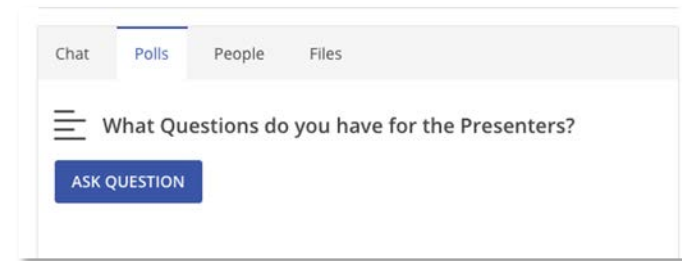 Chat Polls People Files
What Questions do you have for the Presenters?
ASK QUESTION